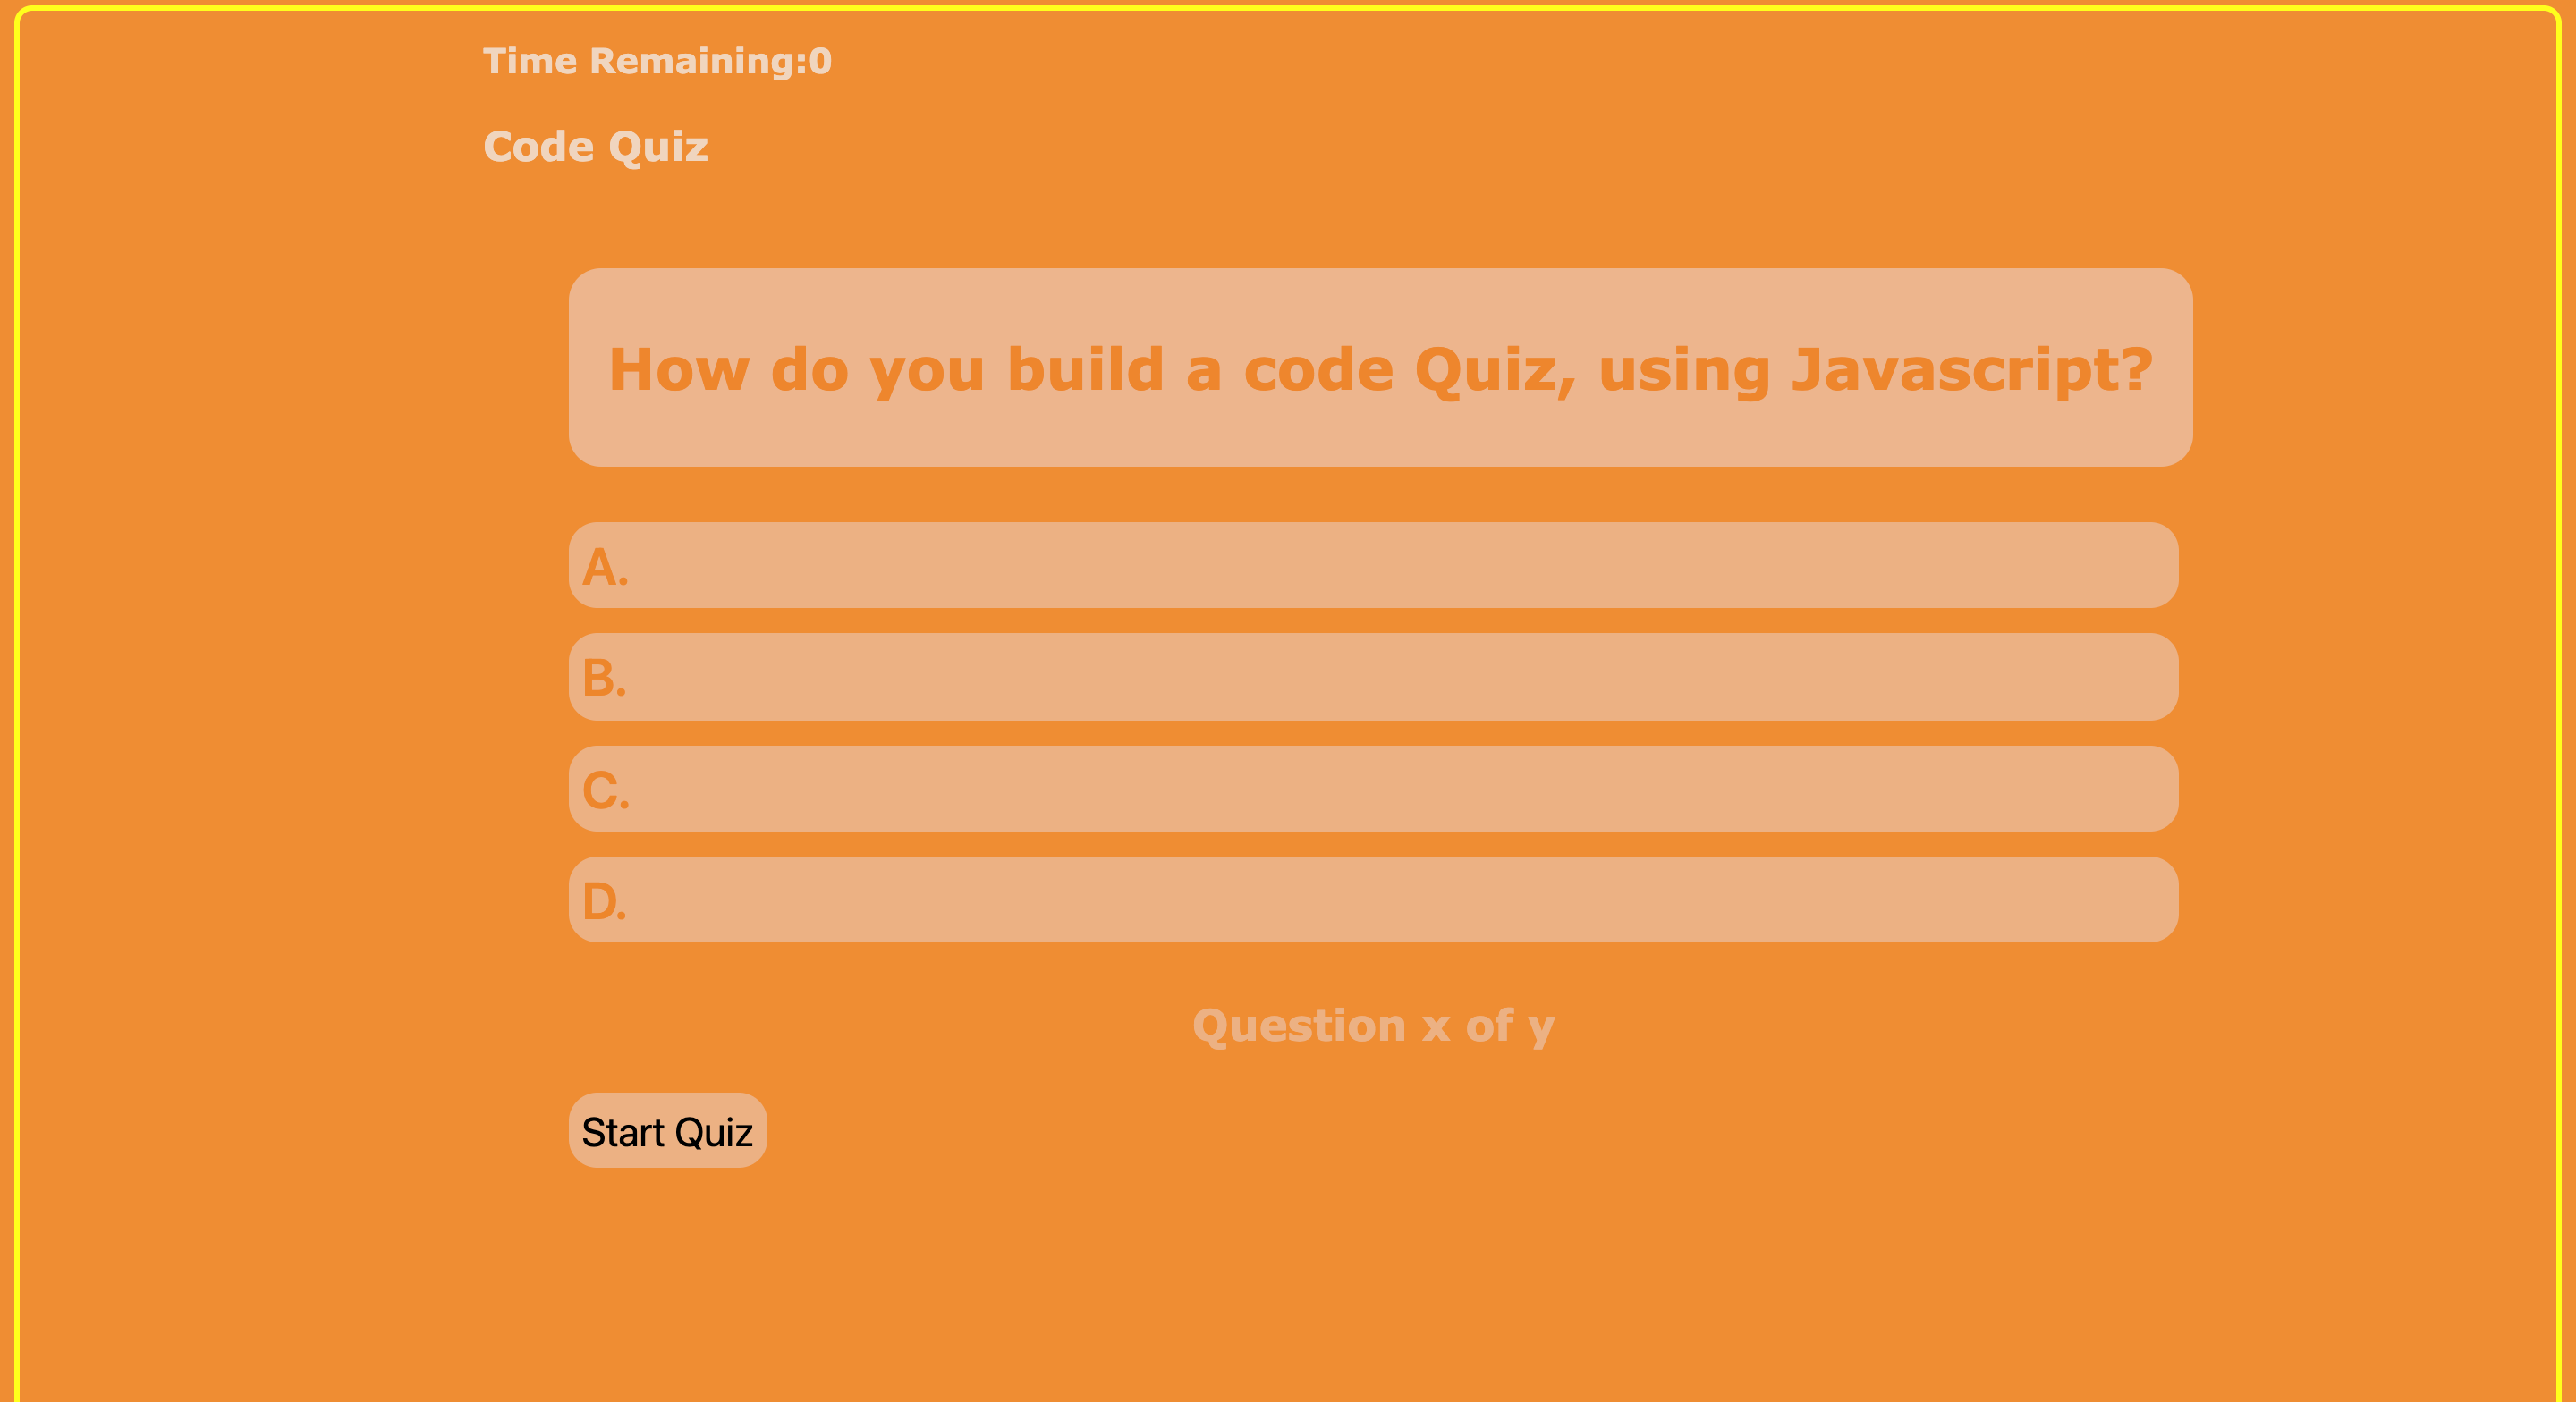 Time Remaining:0
Code Quiz
How do you build a code Quiz, using Javascript?
A.
B.
C.
D.
Question x of y
Start Quiz